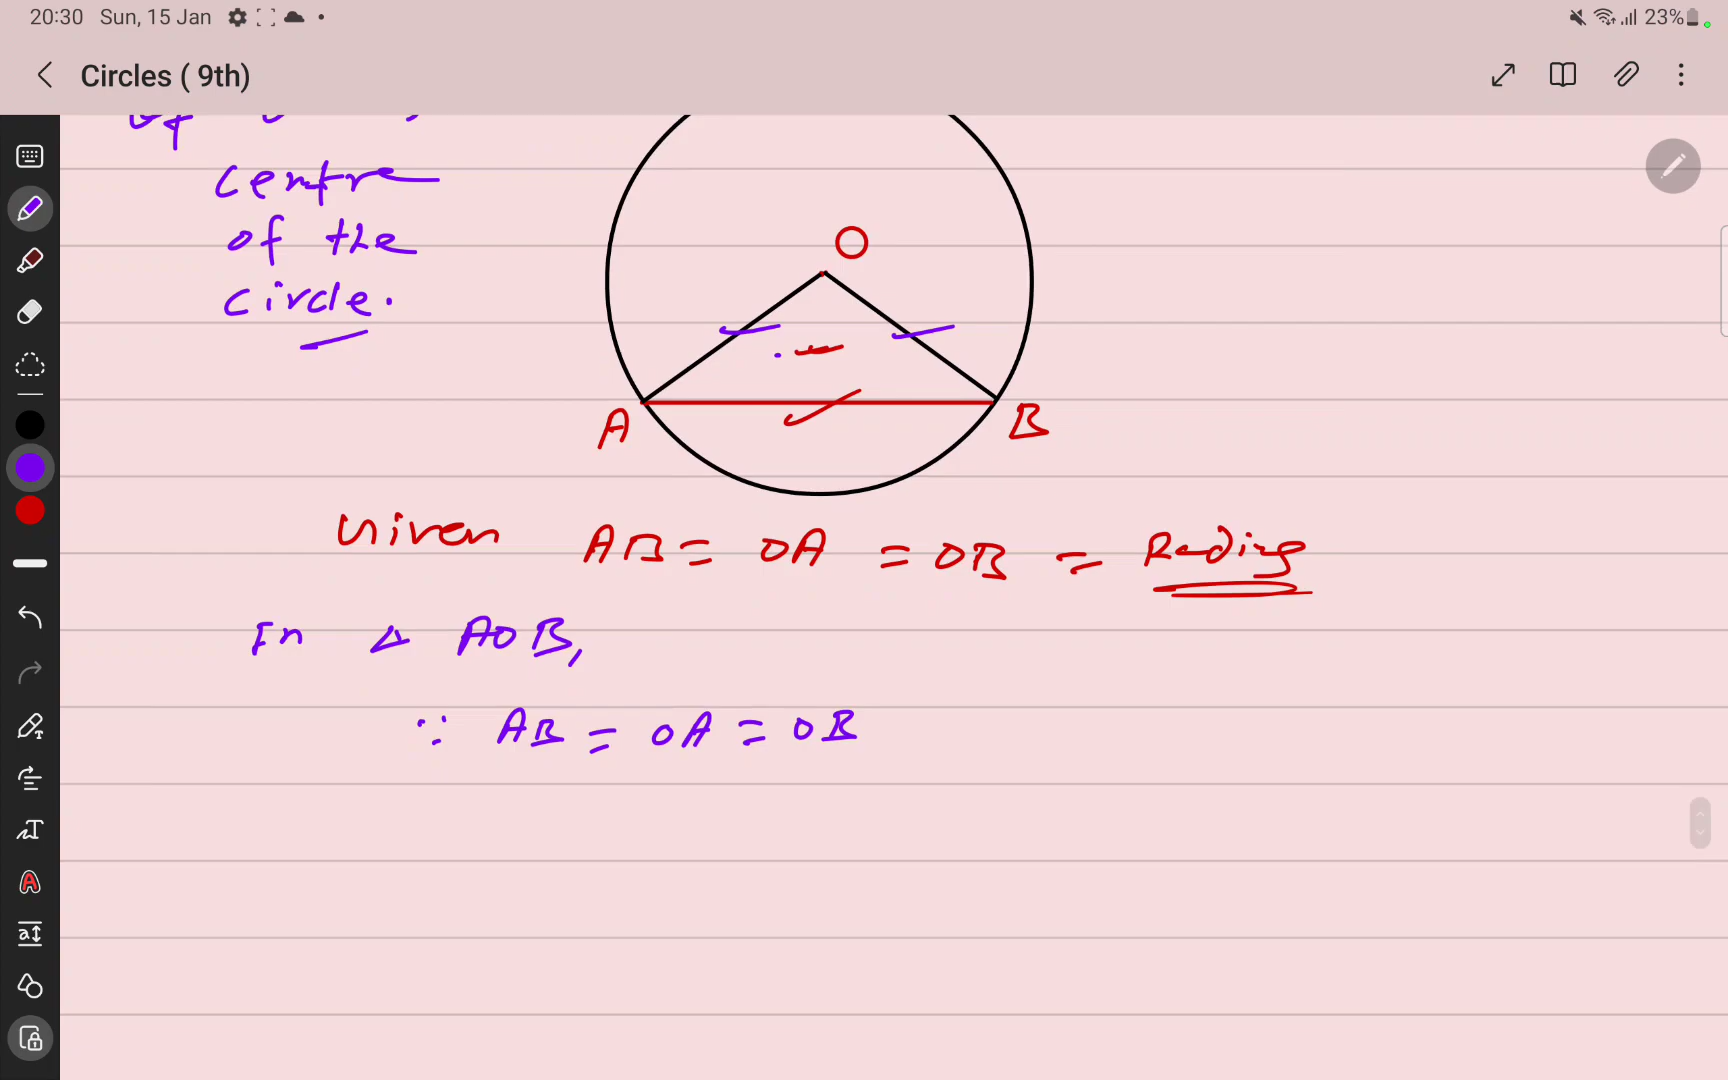 20:30 Sun, 15 Jan
23%
Circles ( 9th)
centre
of the
circle.
O
A
B
Given AB = OA = OB = Radius
In Δ AOB,
∵ AB = OA = OB